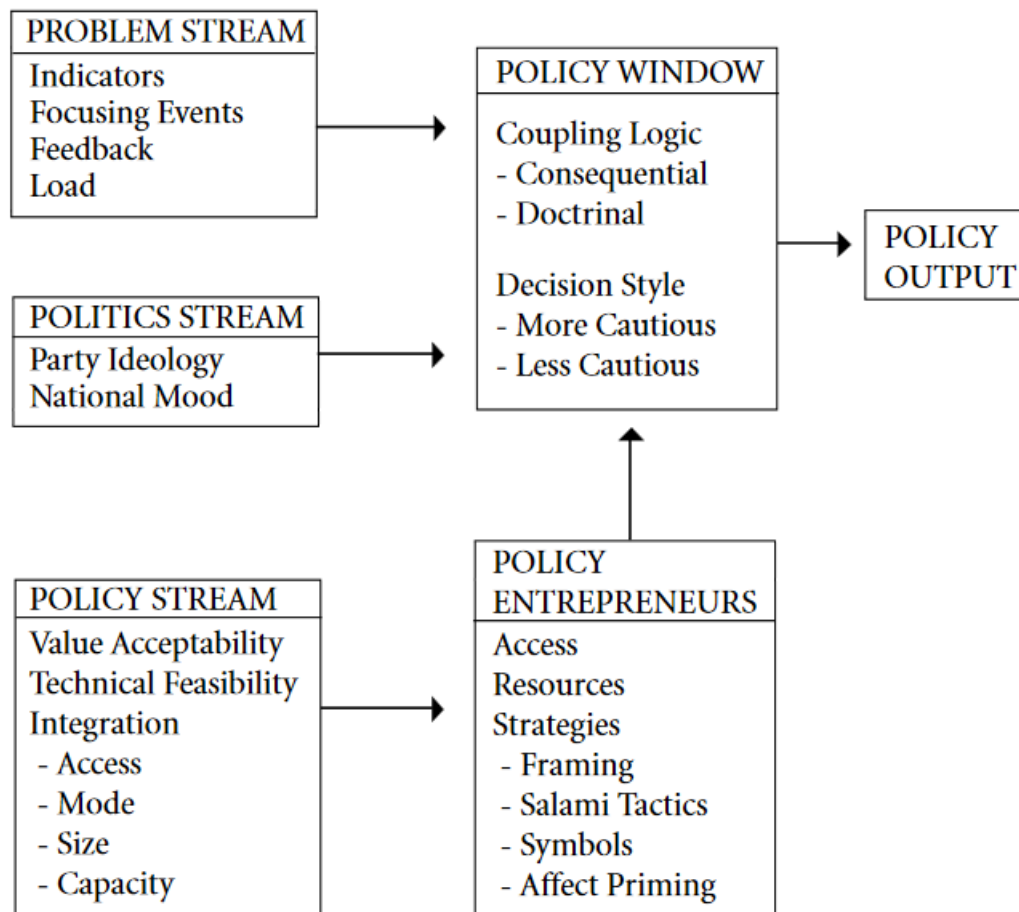 PROBLEM STREAM
Indicators
Focusing Events
Feedback
Load
POLITICS STREAM
Party Ideology
National Mood
POLICY STREAM
Value Acceptability
Technical Feasibility
Integration
- Access
- Mode
- Size
- Capacity
POLICY WINDOW
Coupling Logic
- Consequential
- Doctrinal
Decision Style
- More Cautious
- Less Cautious
POLICY
ENTREPRENEURS
Access
Resources
Strategies
- Framing
- Salami Tactics
- Symbols
- Affect Priming
POLICY
OUTPUT